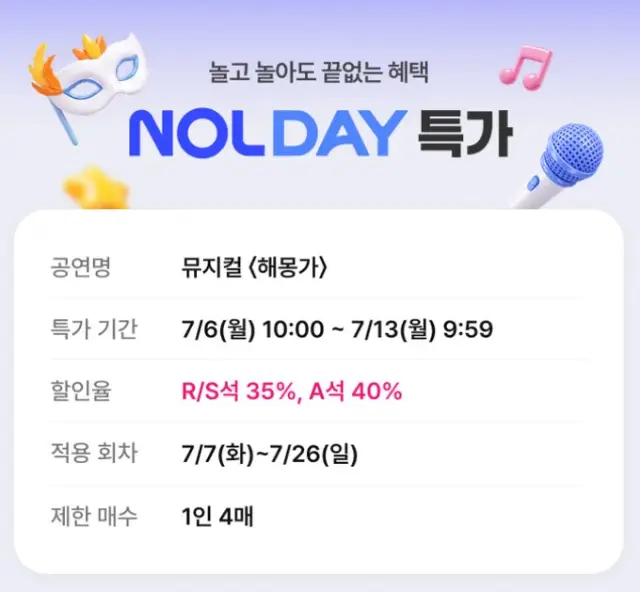 놀고 놀아도 끝없는 혜택
NOLDAY 특가
공연명 뮤지컬 〈해몽가〉
특가 기간 7/6(월) 10:00 ~ 7/13(월) 9:59
할인율 R/S석 35%, A석 40%
적용 회차 7/7(화)~7/26(일)
제한 매수 1인 4매